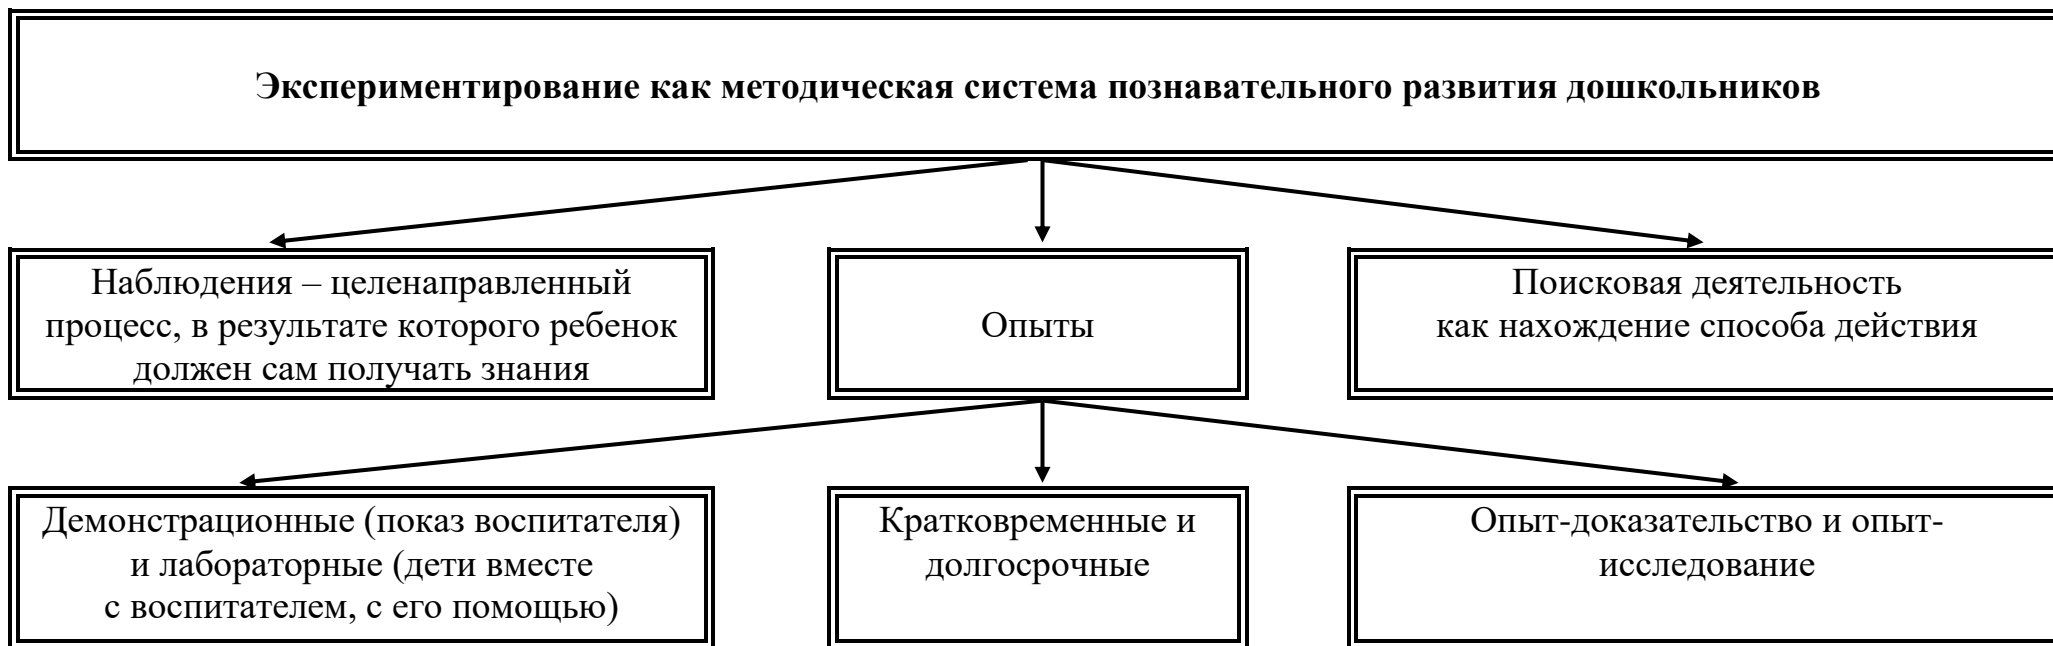 Экспериментирование как методическая система познавательного развития дошкольников
Наблюдения – целенаправленный
процесс, в результате которого ребенок
должен сам получать знания
Опыты
Поисковая деятельность
как нахождение способа действия
Демонстрационные (показ воспитателя)
и лабораторные (дети вместе
с воспитателем, с его помощью)
Кратковременные и
долгосрочные
Опыт-доказательство и опыт-
исследование